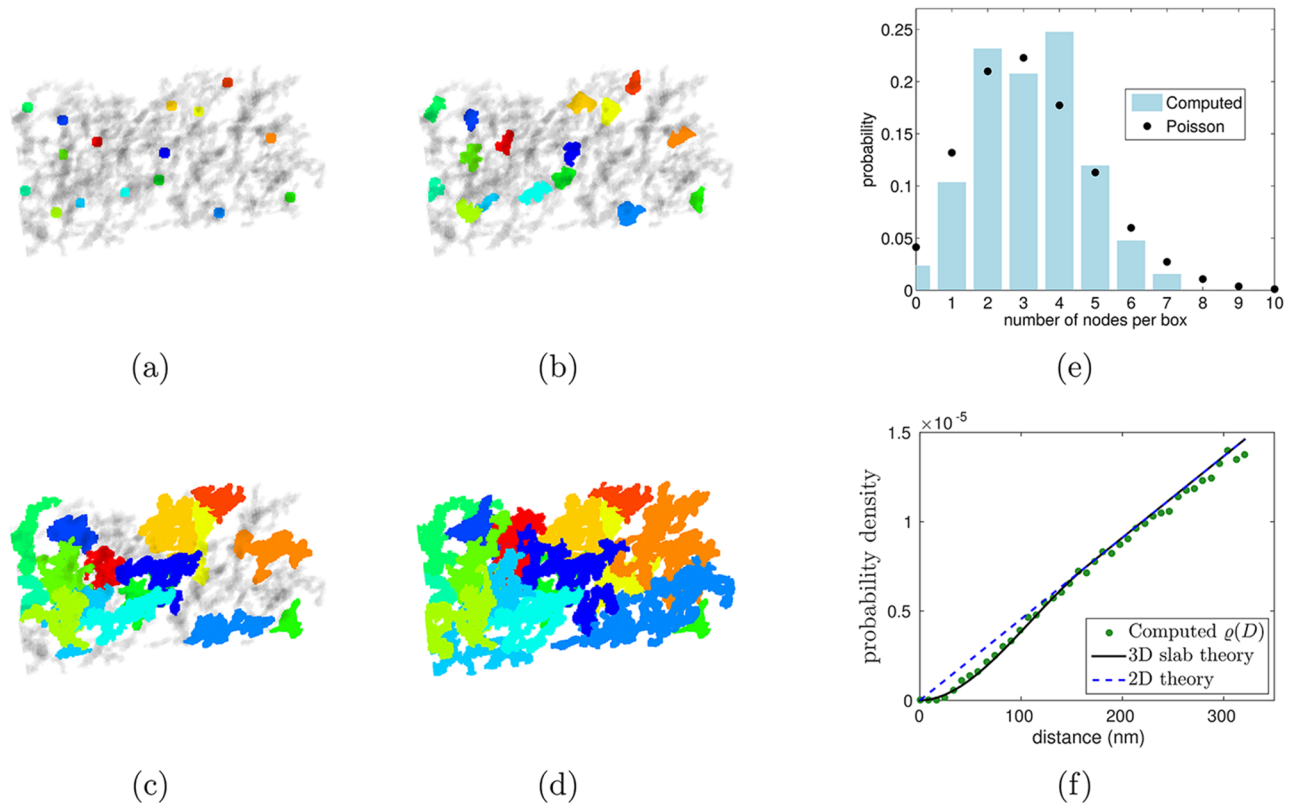 0.25
0.2
0.15
0.1
0.05
0
probability
Computed
Poisson
0 1 2 3 4 5 6 7 8 9 10
number of nodes per box
(a)
(b)
(e)
×10⁻⁵
1.5
1
0.5
0
probability density
Computed ϱ(D)
3D slab theory
2D theory
0 100 200 300
distance (nm)
(c)
(d)
(f)